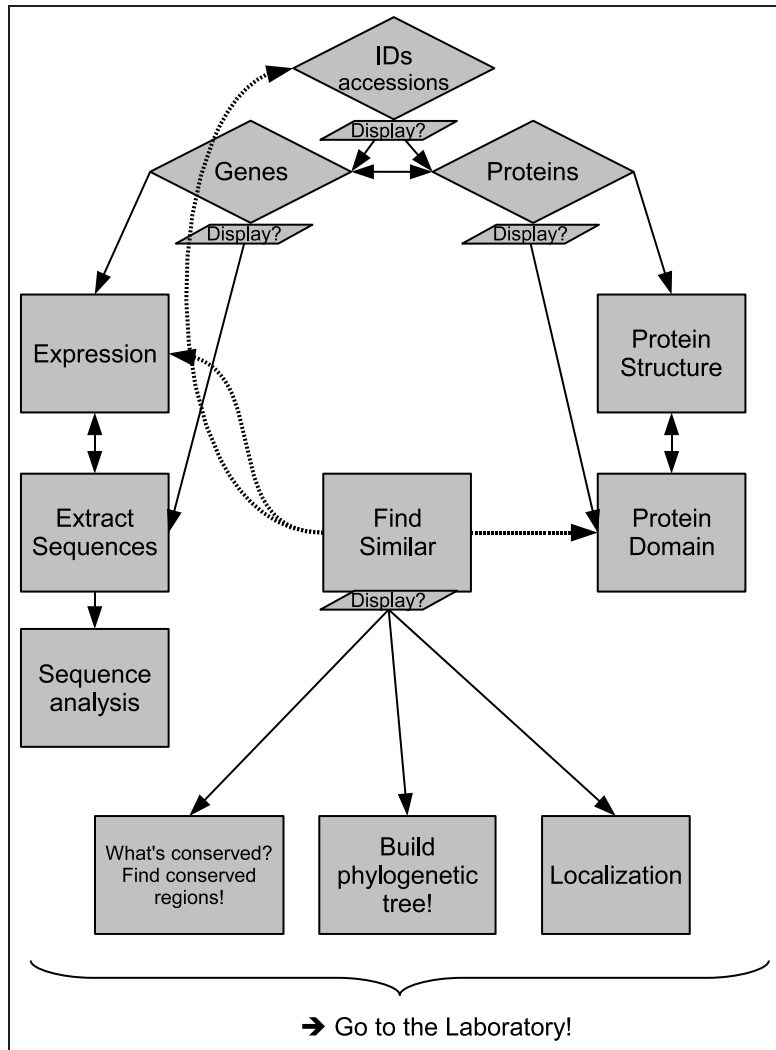 IDs
accessions
Display?
Genes
Proteins
Display?
Display?
Expression
Protein
Structure
Extract
Sequences
Find
Similar
Protein
Domain
Display?
Sequence
analysis
What's conserved?
Find conserved
regions!
Build
phylogenetic
tree!
Localization
➔ Go to the Laboratory!